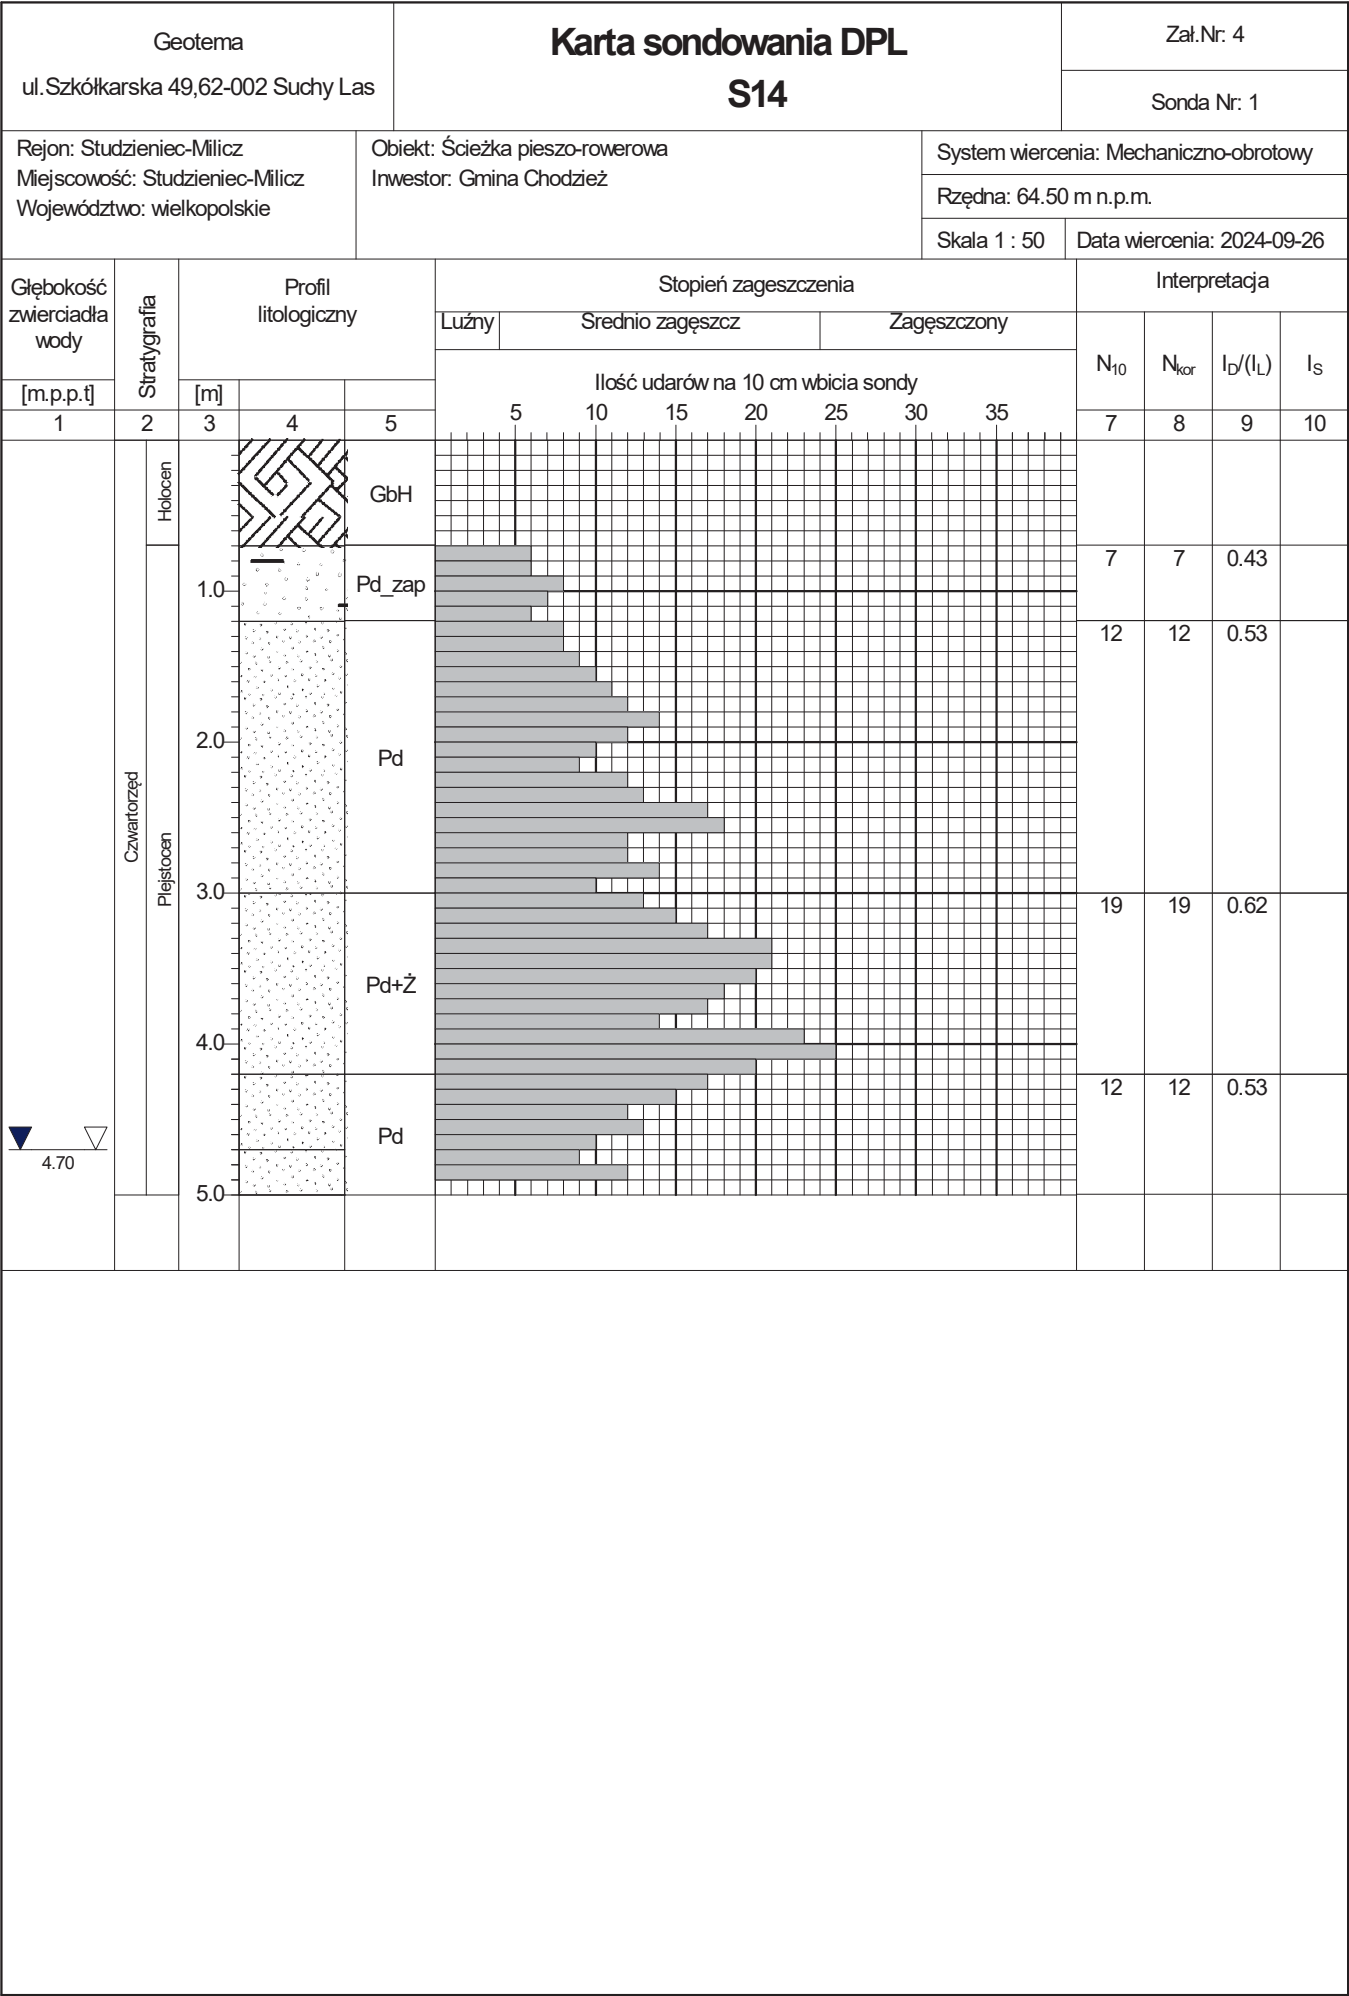 Geotema
ul.Szkółkarska 49,62-002 Suchy Las
Karta sondowania DPL
S14
Zał.Nr: 4
Sonda Nr: 1
Rejon: Studzieniec-Milicz
Miejscowość: Studzieniec-Milicz
Województwo: wielkopolskie
Obiekt: Ścieżka pieszo-rowerowa
Inwestor: Gmina Chodzież
System wiercenia: Mechaniczno-obrotowy
Rzędna: 64.50 m n.p.m.
Skala 1 : 50
Data wiercenia: 2024-09-26
Głębokość
zwierciadła
wody
[m.p.p.t]
Stratygrafia
Profil
litologiczny
[m]
Stopień zageszczenia
Luźny
Srednio zagęszcz
Zagęszczony
Ilość udarów na 10 cm wbicia sondy
5 10 15 20 25 30 35
Interpretacja
N10 Nkor ID/(IL) IS
1 2 3 4 5 7 8 9 10
Czwartorzęd
Holocen
Plejstocen
GbH
Pd_zap
7 7 0.43
1.0
12 12 0.53
2.0
Pd
3.0
19 19 0.62
Pd+Ż
4.0
12 12 0.53
Pd
4.70
5.0